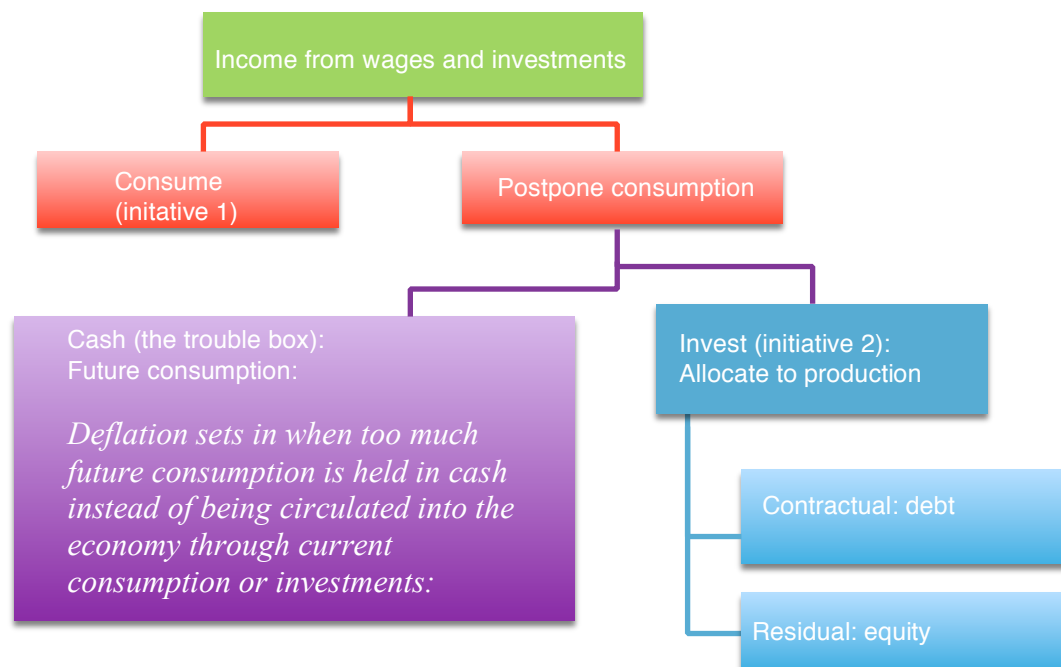 Income from wages and investments
Consume
(initative 1)
Postpone consumption
Cash (the trouble box):
Future consumption:
Deflation sets in when too much
future consumption is held in cash
instead of being circulated into the
economy through current
consumption or investments:
Invest (initiative 2):
Allocate to production
Contractual: debt
Residual: equity